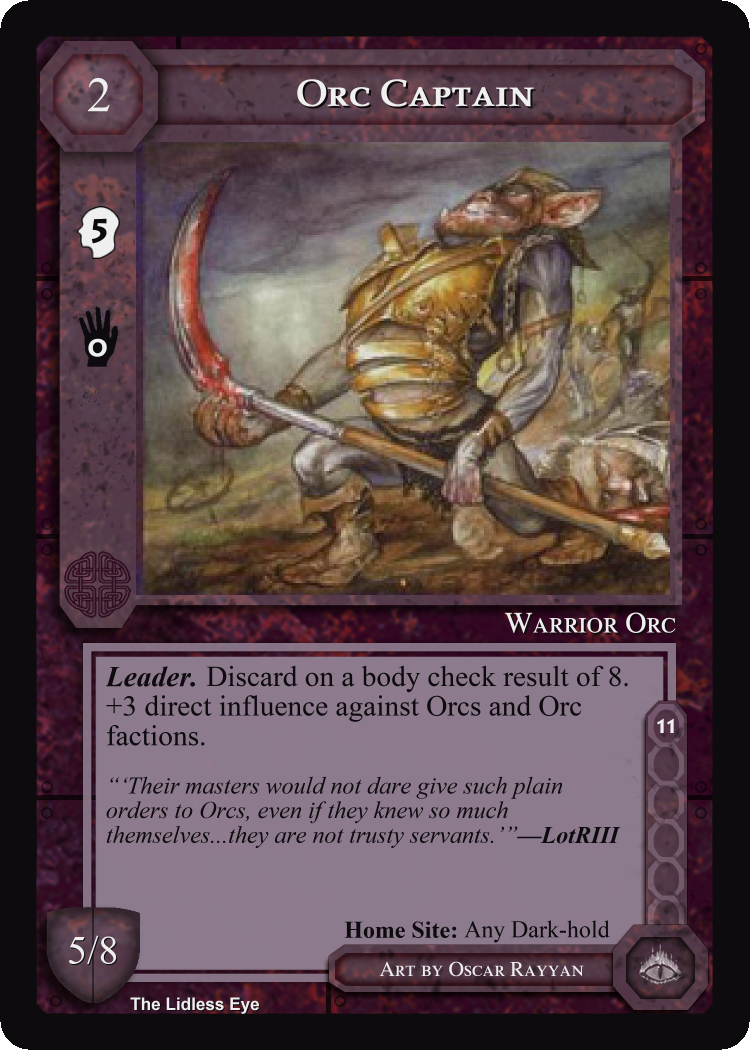 2
Orc Captain
5
0
Warrior Orc
Leader. Discard on a body check result of 8.
+3 direct influence against Orcs and Orc
factions.
11
“‘Their masters would not dare give such plain
orders to Orcs, even if they knew so much
themselves...they are not trusty servants.’”—LotRIII
Home Site: Any Dark-hold
5/8
Art by Oscar Rayyan
The Lidless Eye